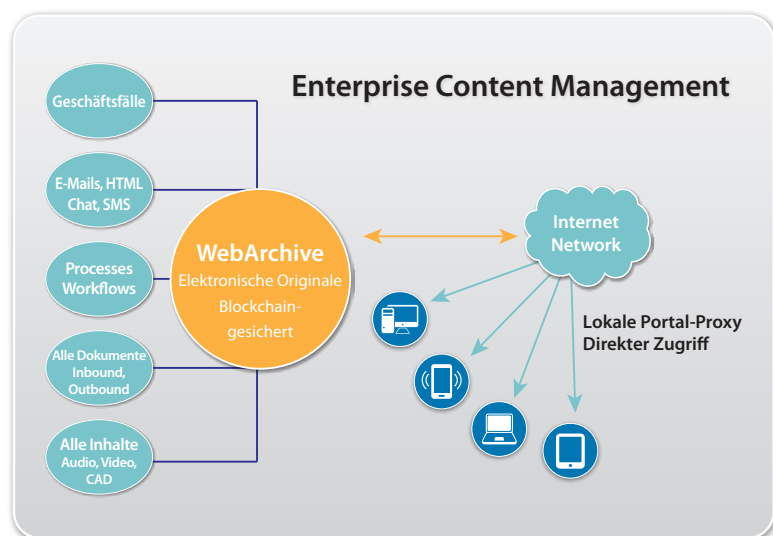 Enterprise Content Management
Geschäftsfälle
E-Mails, HTML
Chat, SMS
Processes
Workflows
Alle Dokumente
Inbound,
Outbound
Alle Inhalte
Audio, Video,
CAD
WebArchive
Elektronische Originale
Blockchain-
gesichert
Internet
Network
Lokale Portal-Proxy
Direkter Zugriff